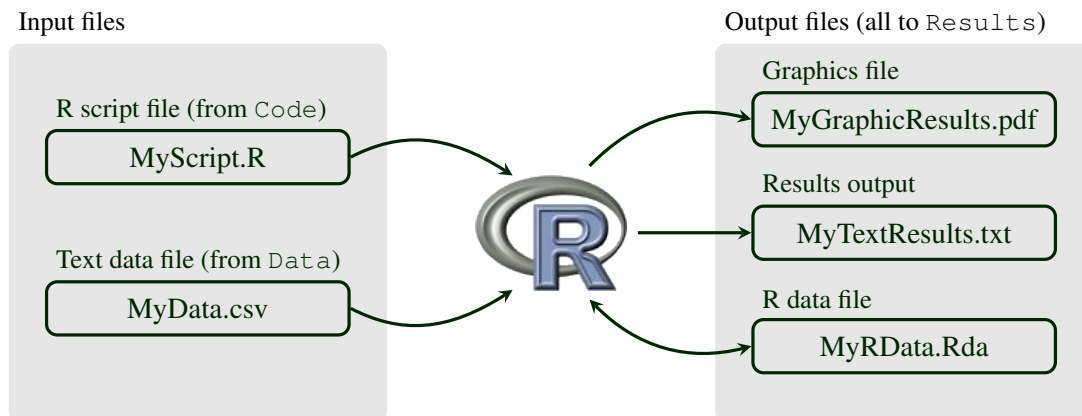 Input files
R script file (from Code)
MyScript.R
Text data file (from Data)
MyData.csv
R
Output files (all to Results)
Graphics file
MyGraphicResults.pdf
Results output
MyTextResults.txt
R data file
MyRData.Rda